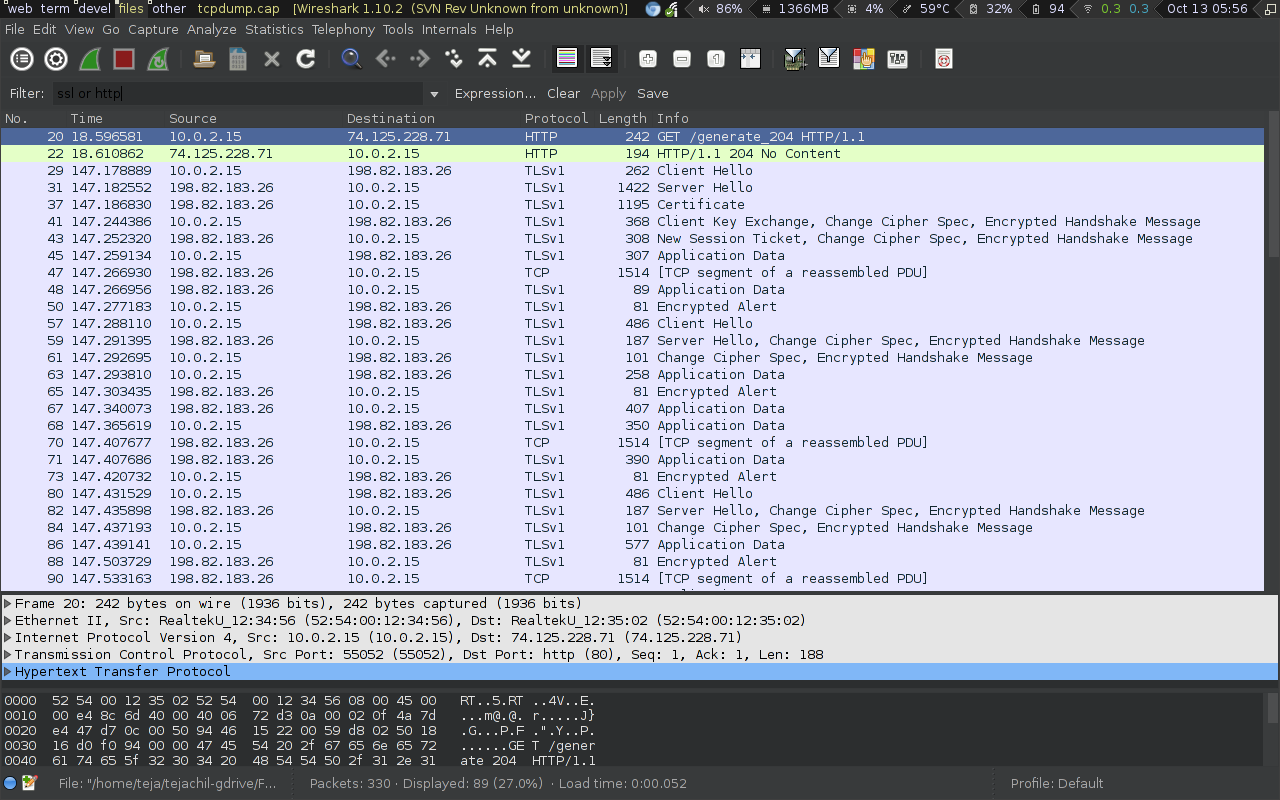 web term devel files other tcpdump.cap [Wireshark 1.10.2 (SVN Rev Unknown from unknown)] 86% 1366MB 4% 59°C 32% 94 0.3 0.3 Oct 13 05:56
File Edit View Go Capture Analyze Statistics Telephony Tools Internals Help
Filter: ssl or http Expression... Clear Apply Save
No. Time Source Destination Protocol Length Info
20 18.596581 10.0.2.15 74.125.228.71 HTTP 242 GET /generate_204 HTTP/1.1
22 18.610862 74.125.228.71 10.0.2.15 HTTP 194 HTTP/1.1 204 No Content
29 147.178889 10.0.2.15 198.82.183.26 TLSv1 262 Client Hello
31 147.182552 198.82.183.26 10.0.2.15 TLSv1 1422 Server Hello
37 147.186830 198.82.183.26 10.0.2.15 TLSv1 1195 Certificate
41 147.244386 10.0.2.15 198.82.183.26 TLSv1 368 Client Key Exchange, Change Cipher Spec, Encrypted Handshake Message
43 147.252320 198.82.183.26 10.0.2.15 TLSv1 308 New Session Ticket, Change Cipher Spec, Encrypted Handshake Message
45 147.259134 10.0.2.15 198.82.183.26 TLSv1 307 Application Data
47 147.266930 198.82.183.26 10.0.2.15 TCP 1514 [TCP segment of a reassembled PDU]
48 147.266956 198.82.183.26 10.0.2.15 TLSv1 89 Application Data
50 147.277183 10.0.2.15 198.82.183.26 TLSv1 81 Encrypted Alert
57 147.288110 10.0.2.15 198.82.183.26 TLSv1 486 Client Hello
59 147.291395 198.82.183.26 10.0.2.15 TLSv1 187 Server Hello, Change Cipher Spec, Encrypted Handshake Message
61 147.292695 10.0.2.15 198.82.183.26 TLSv1 101 Change Cipher Spec, Encrypted Handshake Message
63 147.293810 10.0.2.15 198.82.183.26 TLSv1 258 Application Data
65 147.303435 198.82.183.26 10.0.2.15 TLSv1 81 Encrypted Alert
67 147.340073 198.82.183.26 10.0.2.15 TLSv1 407 Application Data
68 147.365619 10.0.2.15 198.82.183.26 TLSv1 350 Application Data
70 147.407677 198.82.183.26 10.0.2.15 TCP 1514 [TCP segment of a reassembled PDU]
71 147.407686 198.82.183.26 10.0.2.15 TLSv1 390 Application Data
73 147.420732 10.0.2.15 198.82.183.26 TLSv1 81 Encrypted Alert
80 147.431529 10.0.2.15 198.82.183.26 TLSv1 486 Client Hello
82 147.435898 198.82.183.26 10.0.2.15 TLSv1 187 Server Hello, Change Cipher Spec, Encrypted Handshake Message
84 147.437193 10.0.2.15 198.82.183.26 TLSv1 101 Change Cipher Spec, Encrypted Handshake Message
86 147.439141 10.0.2.15 198.82.183.26 TLSv1 577 Application Data
88 147.503729 198.82.183.26 10.0.2.15 TLSv1 81 Encrypted Alert
90 147.533163 198.82.183.26 10.0.2.15 TCP 1514 [TCP segment of a reassembled PDU]
Frame 20: 242 bytes on wire (1936 bits), 242 bytes captured (1936 bits)
Ethernet II, Src: RealtekU_12:34:56 (52:54:00:12:34:56), Dst: RealtekU_12:35:02 (52:54:00:12:35:02)
Internet Protocol Version 4, Src: 10.0.2.15 (10.0.2.15), Dst: 74.125.228.71 (74.125.228.71)
Transmission Control Protocol, Src Port: 55052 (55052), Dst Port: http (80), Seq: 1, Ack: 1, Len: 188
Hypertext Transfer Protocol
0000 52 54 00 12 35 02 52 54 00 12 34 56 08 00 45 00 RT..5.RT ..4V..E.
0010 00 e4 8c 6d 40 00 40 06 72 d3 0a 00 02 0f 4a 7d ...m@.@. r.....J}
0020 e4 47 d7 0c 00 50 94 46 15 22 00 59 d8 02 50 18 .G...P.F .".Y..P.
0030 16 d0 f0 94 00 00 47 45 54 20 2f 67 65 6e 65 72 ......GE T /gener
0040 61 74 65 5f 32 30 34 20 48 54 54 50 2f 31 2e 31 ate_204 HTTP/1.1
File: "/home/teja/tejachil-gdrive/F... Packets: 330 · Displayed: 89 (27.0%) · Load time: 0:00.052 Profile: Default